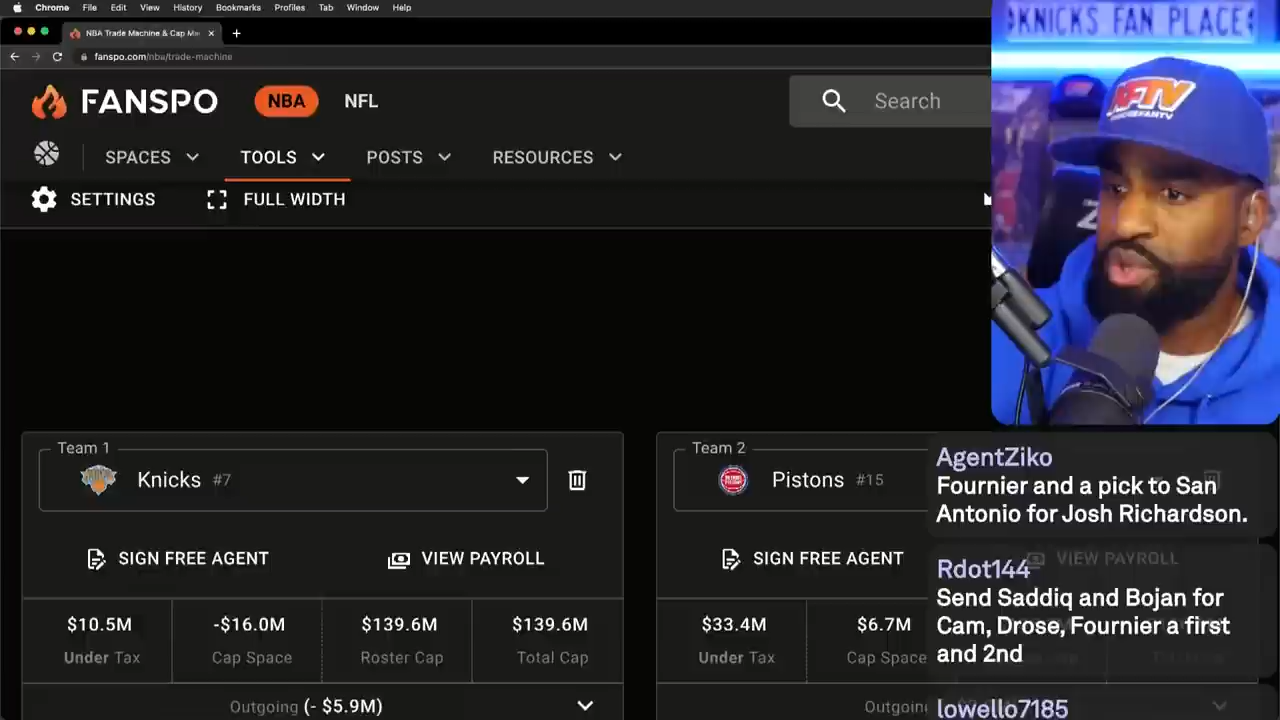 Chrome File Edit View History Bookmarks Profiles Tab Window Help
NBA Trade Machine & Cap Ma
fanspo.com/nba/trade-machine
KNICKS FAN PLACE
FANSPO NBA NFL Search
SPACES TOOLS POSTS RESOURCES
SETTINGS FULL WIDTH
Team 1
Knicks #7
SIGN FREE AGENT VIEW PAYROLL
$10.5M -$16.0M $139.6M $139.6M
Under Tax Cap Space Roster Cap Total Cap
Outgoing (- $5.9M)
Team 2
Pistons #15
SIGN FREE AGENT VIEW PAYROLL
$33.4M $6.7M
Under Tax Cap Space
Outgoing
AgentZiko
Fournier and a pick to San
Antonio for Josh Richardson.
Rdot144
Send Saddiq and Bojan for
Cam, Drose, Fournier a first
and 2nd
lowello7185